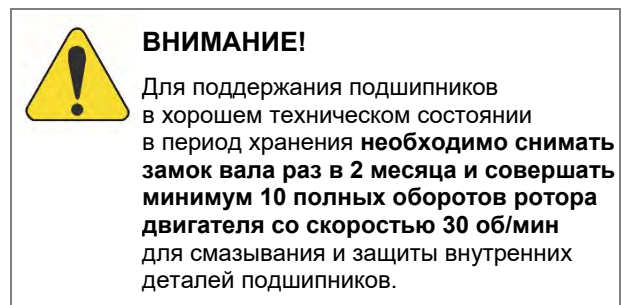 ВНИМАНИЕ!
Для поддержания подшипников
в хорошем техническом состоянии
в период хранения необходимо снимать
замок вала раз в 2 месяца и совершать
минимум 10 полных оборотов ротора
двигателя со скоростью 30 об/мин
для смазывания и защиты внутренних
деталей подшипников.